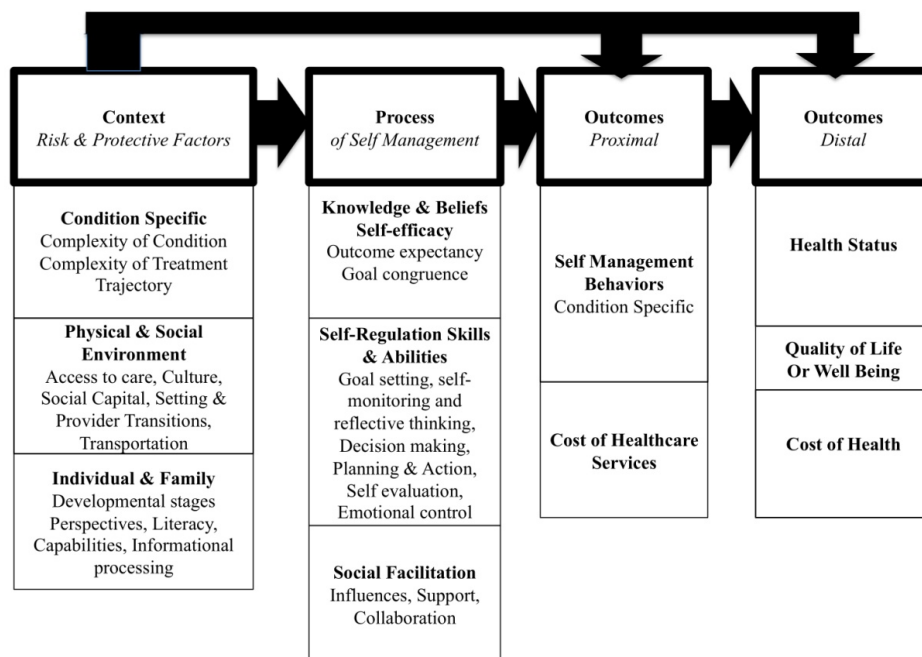 Context
Risk & Protective Factors
Condition Specific
Complexity of Condition
Complexity of Treatment
Trajectory
Physical & Social
Environment
Access to care, Culture,
Social Capital, Setting &
Provider Transitions,
Transportation
Individual & Family
Developmental stages
Perspectives, Literacy,
Capabilities, Informational
processing
Process
of Self Management
Knowledge & Beliefs
Self-efficacy
Outcome expectancy
Goal congruence
Self-Regulation Skills
& Abilities
Goal setting, self-
monitoring and
reflective thinking,
Decision making,
Planning & Action,
Self evaluation,
Emotional control
Social Facilitation
Influences, Support,
Collaboration
Outcomes
Proximal
Self Management
Behaviors
Condition Specific
Cost of Healthcare
Services
Outcomes
Distal
Health Status
Quality of Life
Or Well Being
Cost of Health